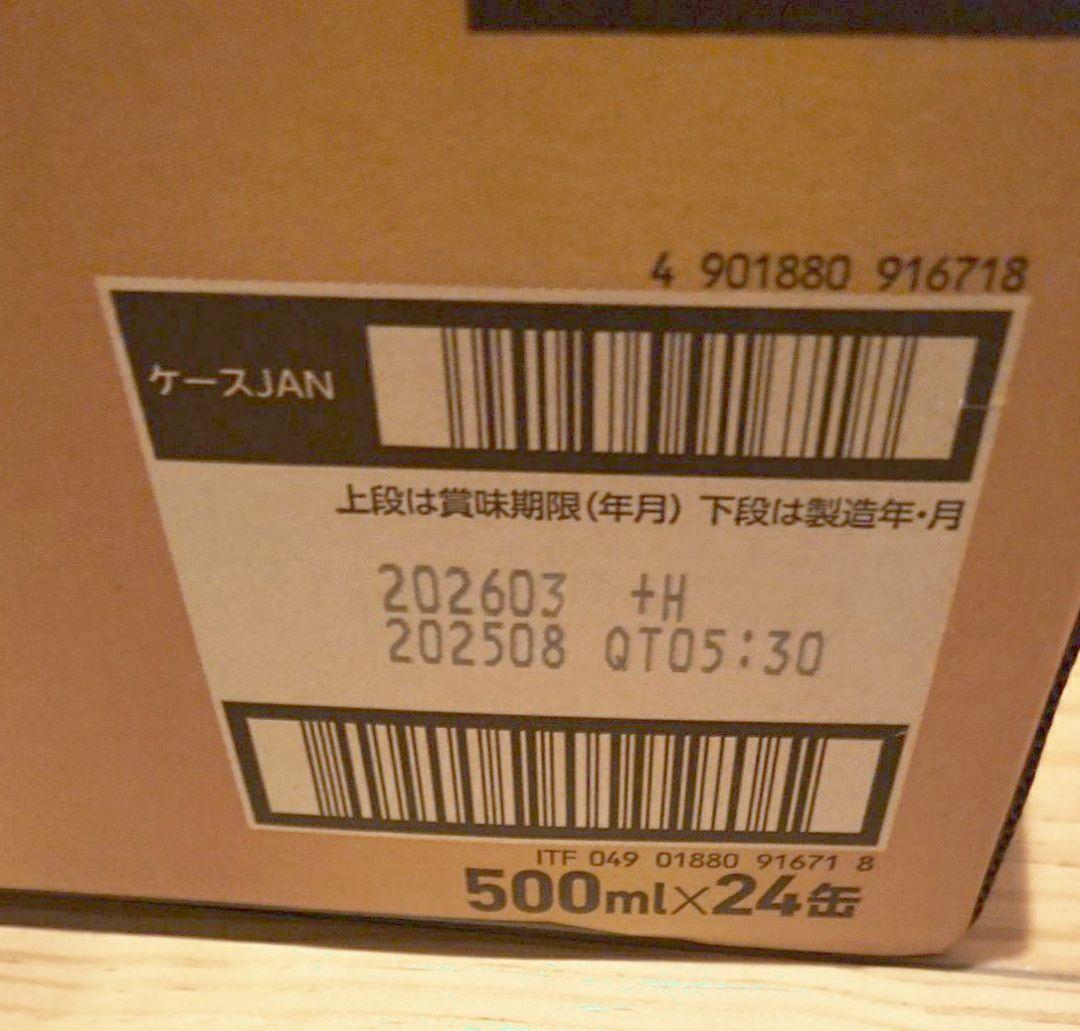 4 901880 916718
ケースJAN
上段は賞味期限(年月) 下段は製造年・月
202603 +H
202508 QT05:30
ITF 049 01880 91671 8
500ml×24缶